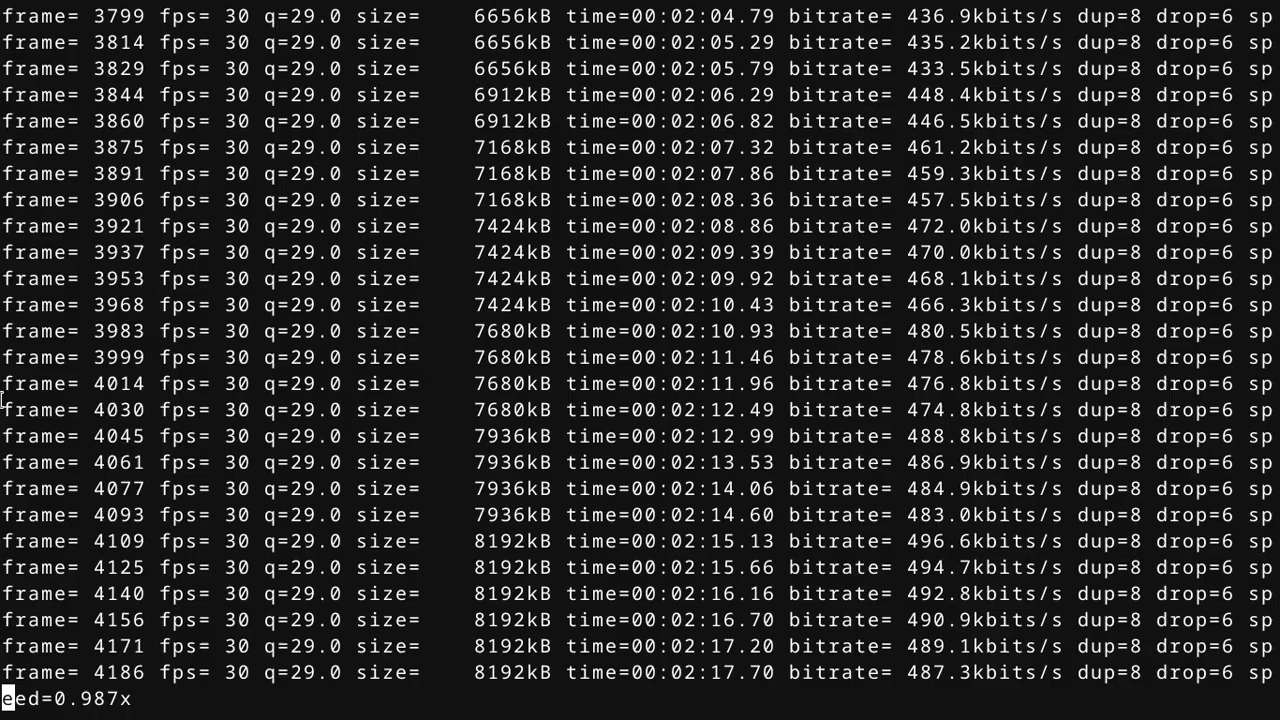 frame= 3799 fps= 30 q=29.0 size=    6656kB time=00:02:04.79 bitrate= 436.9kbits/s dup=8 drop=6 sp
frame= 3814 fps= 30 q=29.0 size=    6656kB time=00:02:05.29 bitrate= 435.2kbits/s dup=8 drop=6 sp
frame= 3829 fps= 30 q=29.0 size=    6656kB time=00:02:05.79 bitrate= 433.5kbits/s dup=8 drop=6 sp
frame= 3844 fps= 30 q=29.0 size=    6912kB time=00:02:06.29 bitrate= 448.4kbits/s dup=8 drop=6 sp
frame= 3860 fps= 30 q=29.0 size=    6912kB time=00:02:06.82 bitrate= 446.5kbits/s dup=8 drop=6 sp
frame= 3875 fps= 30 q=29.0 size=    7168kB time=00:02:07.32 bitrate= 461.2kbits/s dup=8 drop=6 sp
frame= 3891 fps= 30 q=29.0 size=    7168kB time=00:02:07.86 bitrate= 459.3kbits/s dup=8 drop=6 sp
frame= 3906 fps= 30 q=29.0 size=    7168kB time=00:02:08.36 bitrate= 457.5kbits/s dup=8 drop=6 sp
frame= 3921 fps= 30 q=29.0 size=    7424kB time=00:02:08.86 bitrate= 472.0kbits/s dup=8 drop=6 sp
frame= 3937 fps= 30 q=29.0 size=    7424kB time=00:02:09.39 bitrate= 470.0kbits/s dup=8 drop=6 sp
frame= 3953 fps= 30 q=29.0 size=    7424kB time=00:02:09.92 bitrate= 468.1kbits/s dup=8 drop=6 sp
frame= 3968 fps= 30 q=29.0 size=    7424kB time=00:02:10.43 bitrate= 466.3kbits/s dup=8 drop=6 sp
frame= 3983 fps= 30 q=29.0 size=    7680kB time=00:02:10.93 bitrate= 480.5kbits/s dup=8 drop=6 sp
frame= 3999 fps= 30 q=29.0 size=    7680kB time=00:02:11.46 bitrate= 478.6kbits/s dup=8 drop=6 sp
frame= 4014 fps= 30 q=29.0 size=    7680kB time=00:02:11.96 bitrate= 476.8kbits/s dup=8 drop=6 sp
frame= 4030 fps= 30 q=29.0 size=    7680kB time=00:02:12.49 bitrate= 474.8kbits/s dup=8 drop=6 sp
frame= 4045 fps= 30 q=29.0 size=    7936kB time=00:02:12.99 bitrate= 488.8kbits/s dup=8 drop=6 sp
frame= 4061 fps= 30 q=29.0 size=    7936kB time=00:02:13.53 bitrate= 486.9kbits/s dup=8 drop=6 sp
frame= 4077 fps= 30 q=29.0 size=    7936kB time=00:02:14.06 bitrate= 484.9kbits/s dup=8 drop=6 sp
frame= 4093 fps= 30 q=29.0 size=    7936kB time=00:02:14.60 bitrate= 483.0kbits/s dup=8 drop=6 sp
frame= 4109 fps= 30 q=29.0 size=    8192kB time=00:02:15.13 bitrate= 496.6kbits/s dup=8 drop=6 sp
frame= 4125 fps= 30 q=29.0 size=    8192kB time=00:02:15.66 bitrate= 494.7kbits/s dup=8 drop=6 sp
frame= 4140 fps= 30 q=29.0 size=    8192kB time=00:02:16.16 bitrate= 492.8kbits/s dup=8 drop=6 sp
frame= 4156 fps= 30 q=29.0 size=    8192kB time=00:02:16.70 bitrate= 490.9kbits/s dup=8 drop=6 sp
frame= 4171 fps= 30 q=29.0 size=    8192kB time=00:02:17.20 bitrate= 489.1kbits/s dup=8 drop=6 sp
frame= 4186 fps= 30 q=29.0 size=    8192kB time=00:02:17.70 bitrate= 487.3kbits/s dup=8 drop=6 sp
eed=0.987x